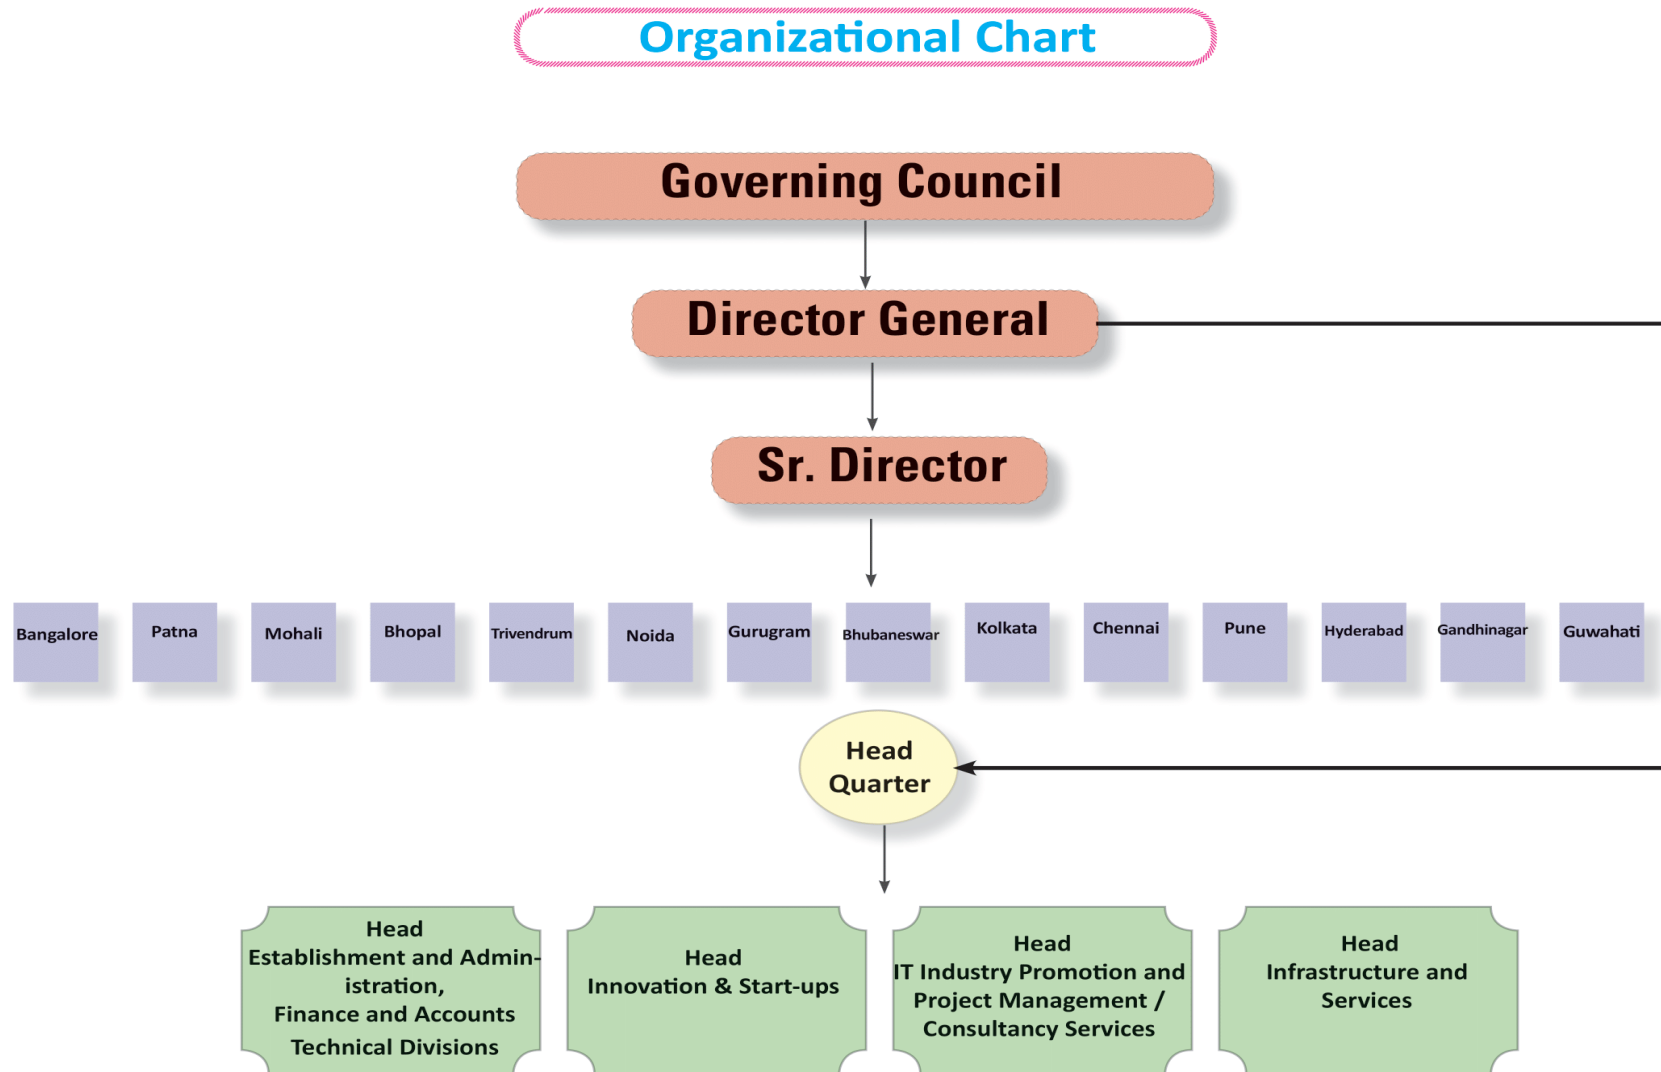 Organizational Chart
Governing Council
Director General
Sr. Director
Bangalore
Patna
Mohali
Bhopal
Trivendrum
Noida
Gurugram
Bhubaneswar
Kolkata
Chennai
Pune
Hyderabad
Gandhinagar
Guwahati
Head
Quarter
Head
Establishment and Admin-
istration,
Finance and Accounts
Technical Divisions
Head
Innovation & Start-ups
Head
IT Industry Promotion and
Project Management /
Consultancy Services
Head
Infrastructure and
Services